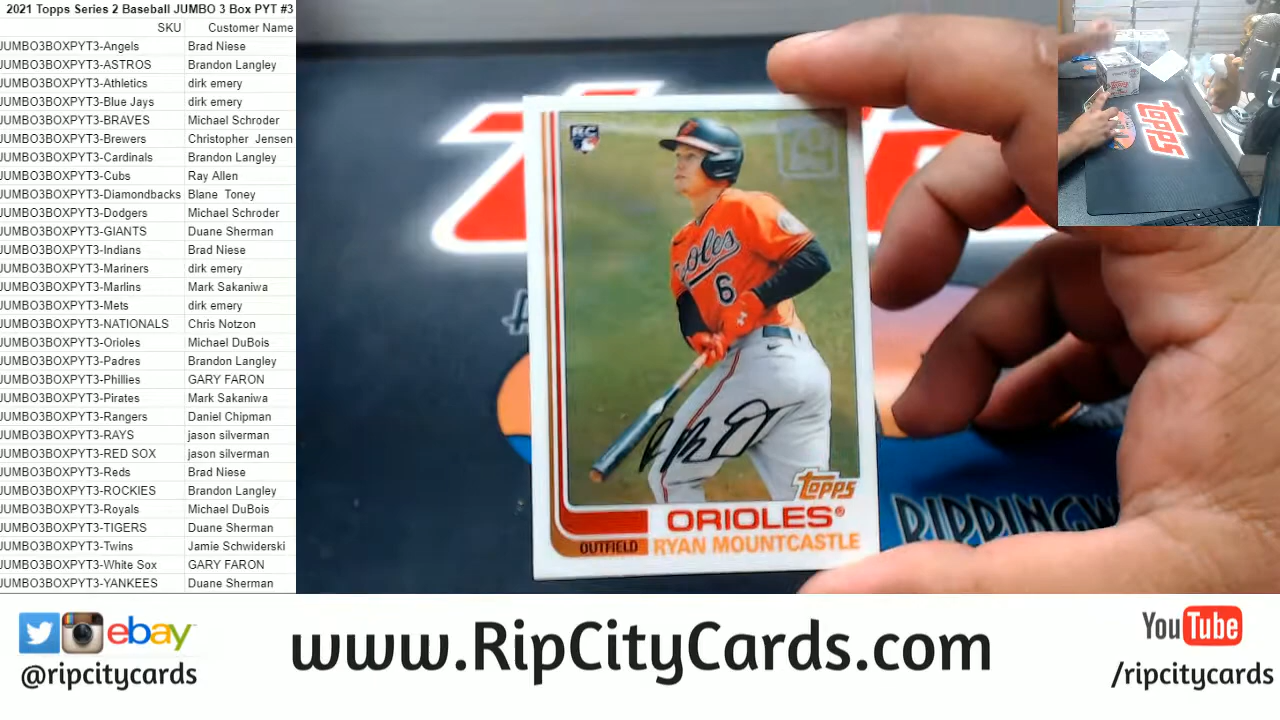 2021 Topps Series 2 Baseball JUMBO 3 Box PYT #3
SKU Customer Name
JUMBO3BOXPYT3-Angels Brad Niese
JUMBO3BOXPYT3-ASTROS Brandon Langley
JUMBO3BOXPYT3-Athletics dirk emery
JUMBO3BOXPYT3-Blue Jays dirk emery
JUMBO3BOXPYT3-BRAVES Michael Schroder
JUMBO3BOXPYT3-Brewers Christopher Jensen
JUMBO3BOXPYT3-Cardinals Brandon Langley
JUMBO3BOXPYT3-Cubs Ray Allen
JUMBO3BOXPYT3-Diamondbacks Blane Toney
JUMBO3BOXPYT3-Dodgers Michael Schroder
JUMBO3BOXPYT3-GIANTS Duane Sherman
JUMBO3BOXPYT3-Indians Brad Niese
JUMBO3BOXPYT3-Mariners dirk emery
JUMBO3BOXPYT3-Marlins Mark Sakaniwa
JUMBO3BOXPYT3-Mets dirk emery
JUMBO3BOXPYT3-NATIONALS Chris Notzon
JUMBO3BOXPYT3-Orioles Michael DuBois
JUMBO3BOXPYT3-Padres Brandon Langley
JUMBO3BOXPYT3-Phillies GARY FARON
JUMBO3BOXPYT3-Pirates Mark Sakaniwa
JUMBO3BOXPYT3-Rangers Daniel Chipman
JUMBO3BOXPYT3-RAYS jason silverman
JUMBO3BOXPYT3-RED SOX jason silverman
JUMBO3BOXPYT3-Reds Brad Niese
JUMBO3BOXPYT3-ROCKIES Brandon Langley
JUMBO3BOXPYT3-Royals Michael DuBois
JUMBO3BOXPYT3-TIGERS Duane Sherman
JUMBO3BOXPYT3-Twins Jamie Schwiderski
JUMBO3BOXPYT3-White Sox GARY FARON
JUMBO3BOXPYT3-YANKEES Duane Sherman
RC
oles
6
TOPPS
ORIOLES®
OUTFIELD RYAN MOUNTCASTLE
RIPPINGW
TOPPS
ebay
@ripcitycards
www.RipCityCards.com
YouTube
/ripcitycards